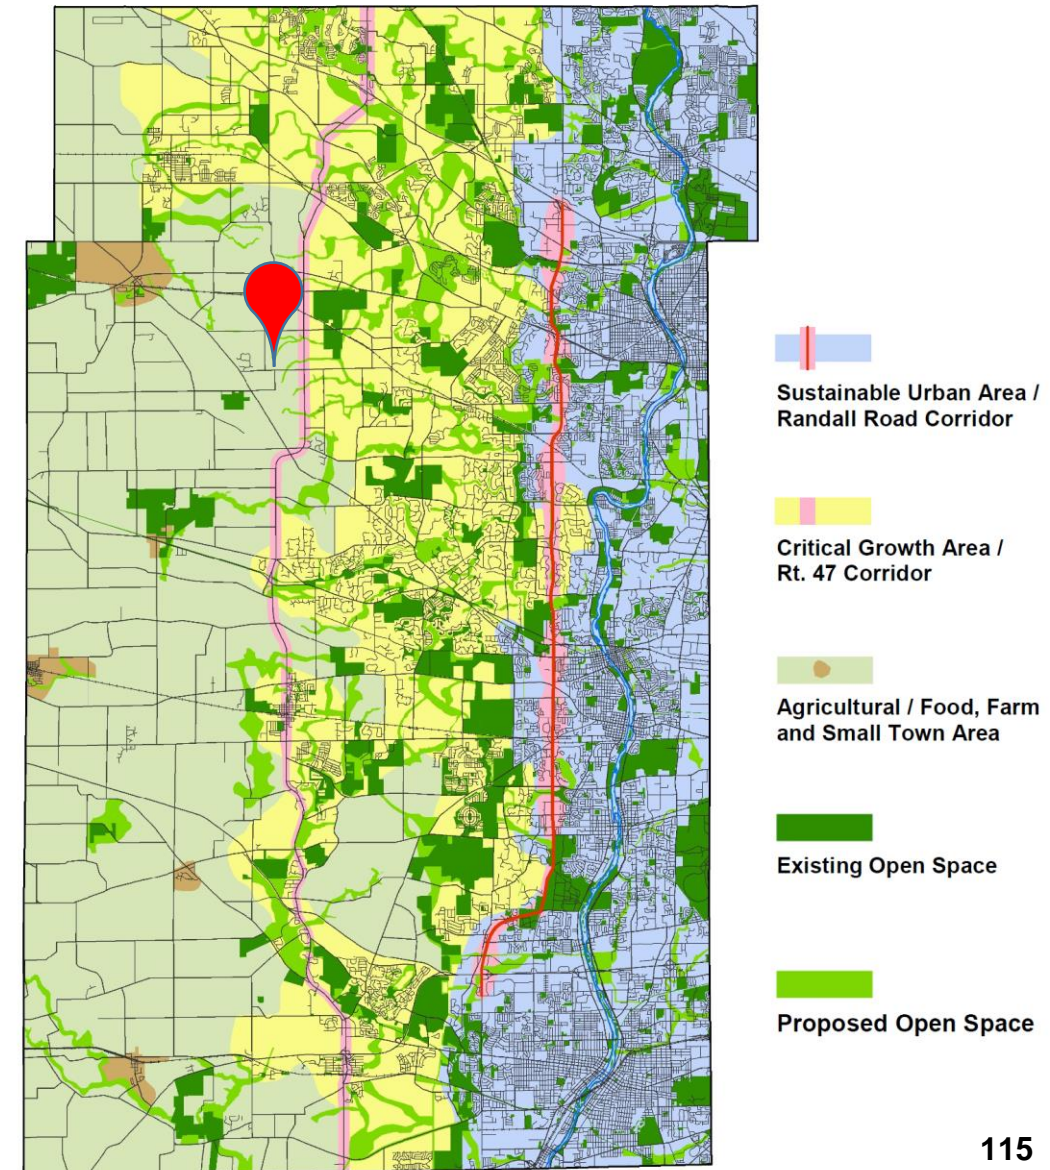 Sustainable Urban Area /
Randall Road Corridor
Critical Growth Area /
Rt. 47 Corridor
Agricultural / Food, Farm
and Small Town Area
Existing Open Space
Proposed Open Space
115